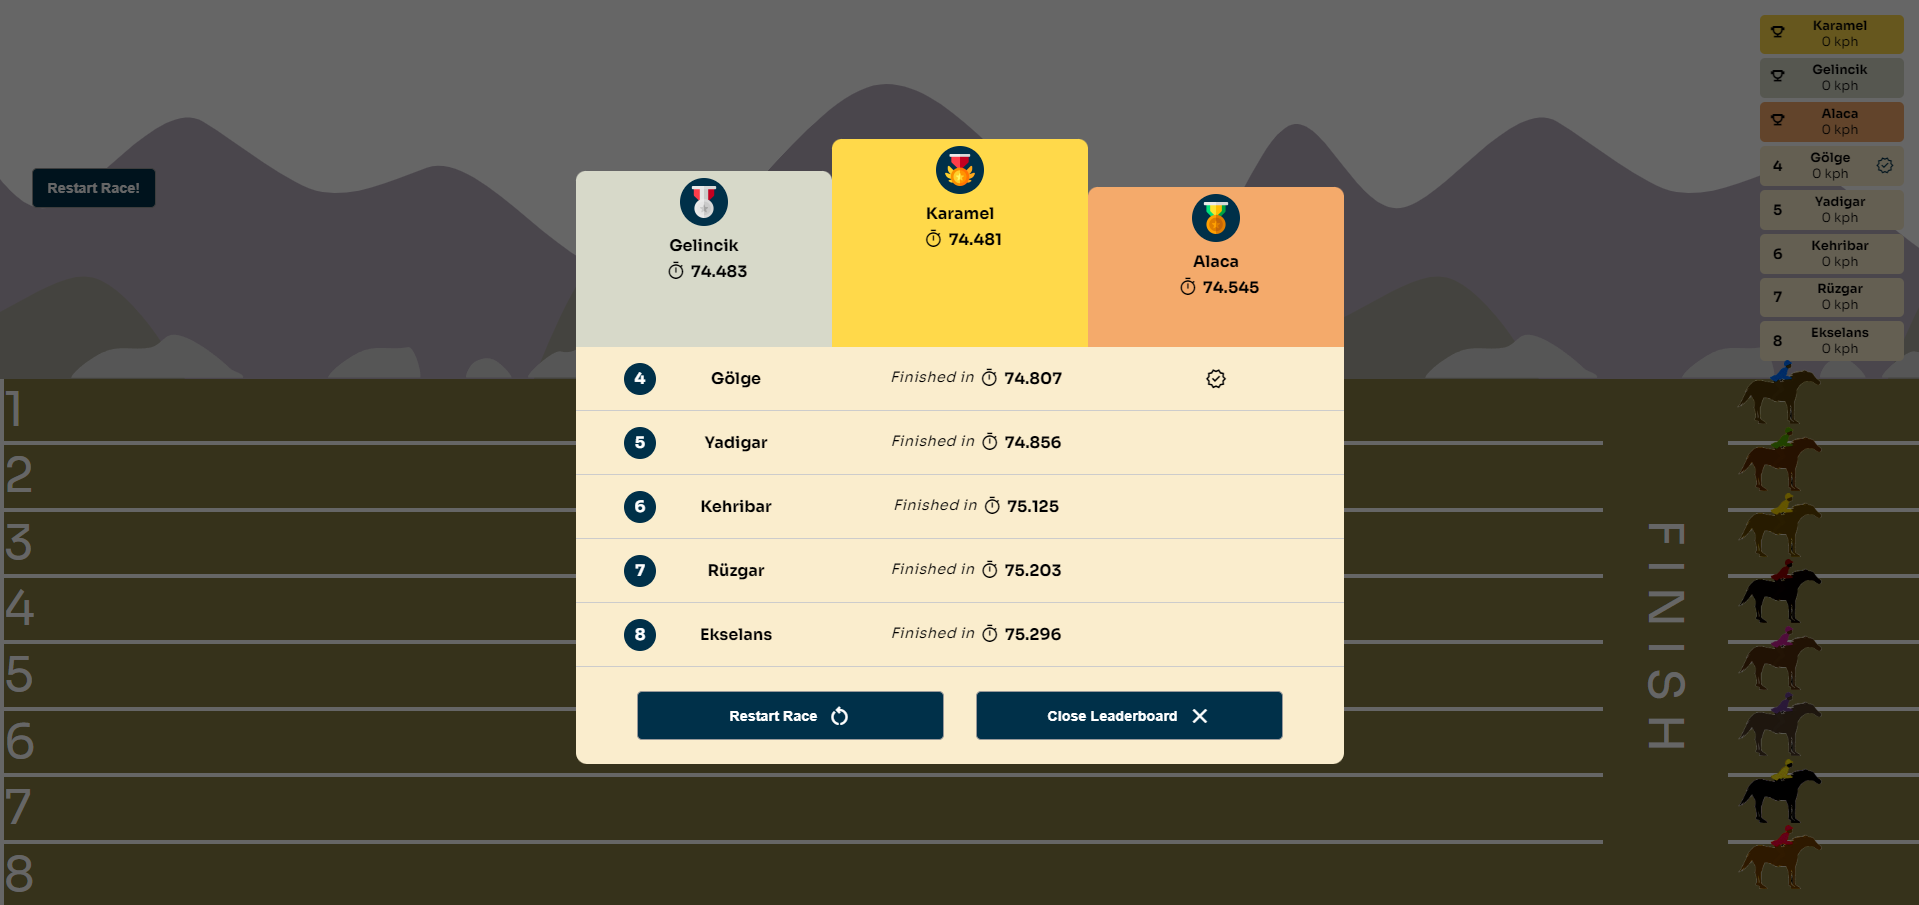 Restart Race!
Karamel
0 kph
Gelincik
0 kph
Alaca
0 kph
4
Gölge
0 kph
5
Yadigar
0 kph
6
Kehribar
0 kph
7
Rüzgar
0 kph
8
Ekselans
0 kph
Gelincik
74.483
Karamel
74.481
Alaca
74.545
4 Gölge Finished in 74.807
5 Yadigar Finished in 74.856
6 Kehribar Finished in 75.125
7 Rüzgar Finished in 75.203
8 Ekselans Finished in 75.296
Restart Race
Close Leaderboard
1
2
3
4
5
6
7
8
FINISH